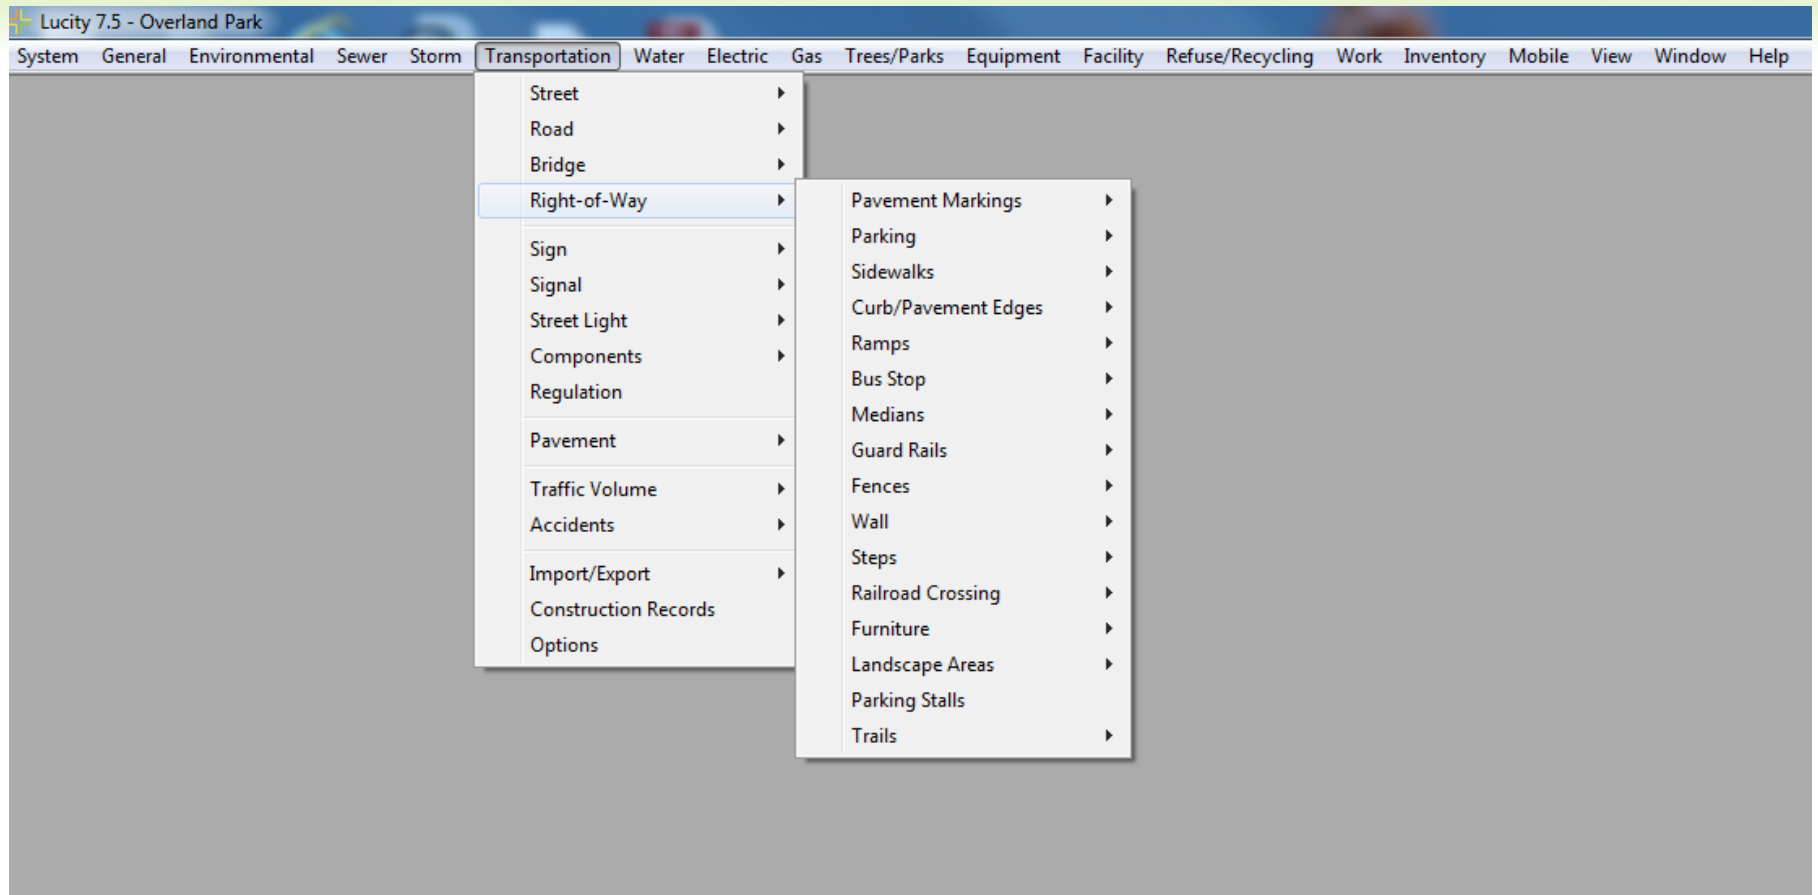 Lucity 7.5 - Overland Park
System General Environmental Sewer Storm Transportation Water Electric Gas Trees/Parks Equipment Facility Refuse/Recycling Work Inventory Mobile View Window Help
Street
Road
Bridge
Right-of-Way
Sign
Signal
Street Light
Components
Regulation
Pavement
Traffic Volume
Accidents
Import/Export
Construction Records
Options
Pavement Markings
Parking
Sidewalks
Curb/Pavement Edges
Ramps
Bus Stop
Medians
Guard Rails
Fences
Wall
Steps
Railroad Crossing
Furniture
Landscape Areas
Parking Stalls
Trails